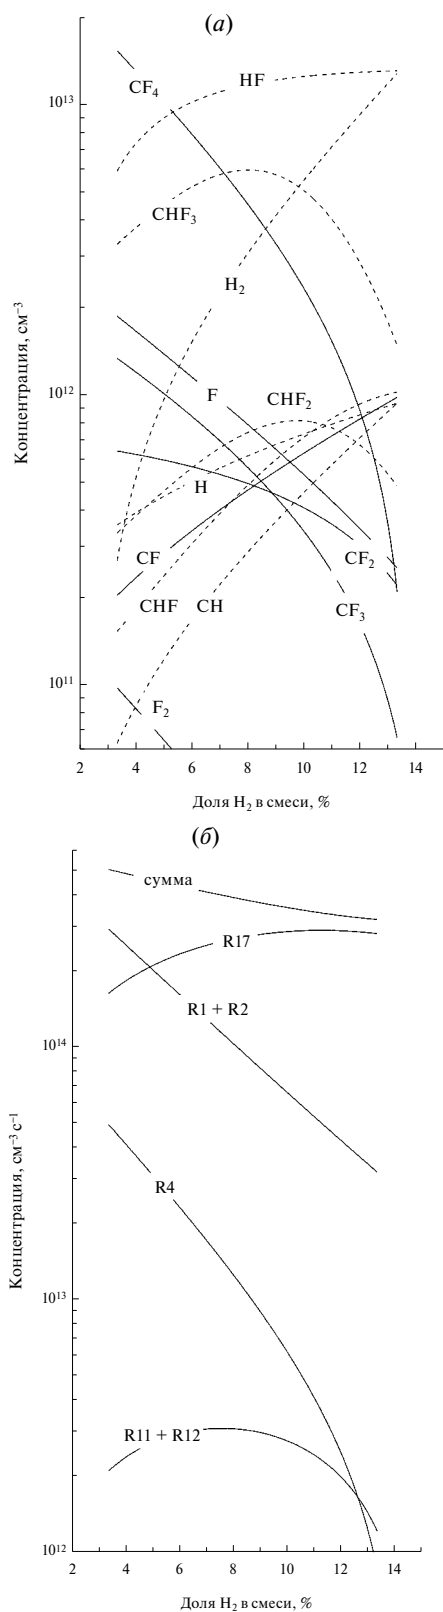 (а)
CF₄
HF
10¹³
CHF₃
H₂
Концентрация, см⁻³
10¹²
F
CHF₂
H
CF
CF₂
CHF
CH
CF₃
10¹¹
F₂
2 4 6 8 10 12 14
Доля H₂ в смеси, %
(б)
сумма
R17
R1 + R2
10¹⁴
Концентрация, см⁻³ с⁻¹
R4
10¹³
R11 + R12
10¹²
2 4 6 8 10 12 14
Доля H₂ в смеси, %